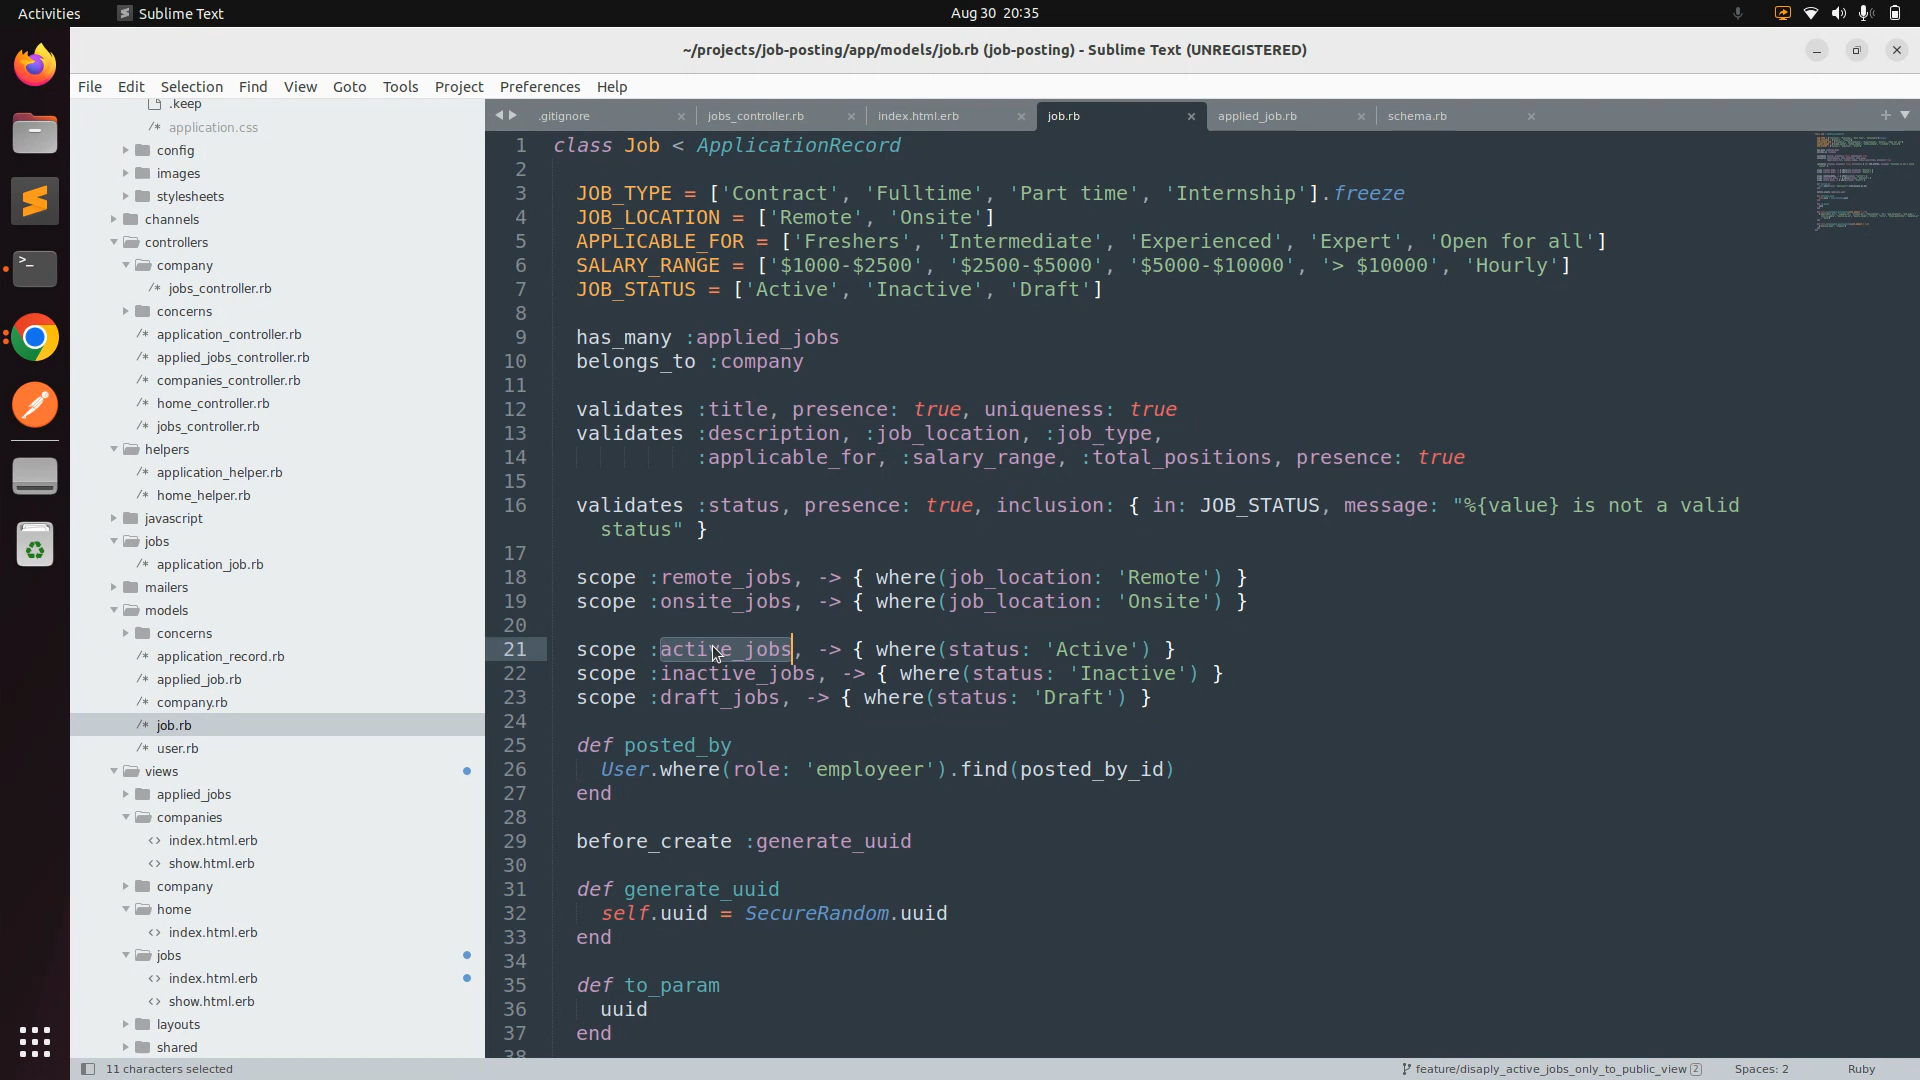 Activities
Sublime Text
Aug 30 20:35
~/projects/job-posting/app/models/job.rb (job-posting) - Sublime Text (UNREGISTERED)
File Edit Selection Find View Goto Tools Project Preferences Help
.keep
application.css
config
images
stylesheets
channels
controllers
company
jobs_controller.rb
concerns
application_controller.rb
applied_jobs_controller.rb
companies_controller.rb
home_controller.rb
jobs_controller.rb
helpers
application_helper.rb
home_helper.rb
javascript
jobs
application_job.rb
mailers
models
concerns
application_record.rb
applied_job.rb
company.rb
job.rb
user.rb
views
applied_jobs
companies
index.html.erb
show.html.erb
company
home
index.html.erb
jobs
index.html.erb
show.html.erb
layouts
shared
.gitignore
jobs_controller.rb
index.html.erb
job.rb
applied_job.rb
schema.rb
1 class Job < ApplicationRecord
2
3 JOB_TYPE = ['Contract', 'Fulltime', 'Part time', 'Internship'].freeze
4 JOB_LOCATION = ['Remote', 'Onsite']
5 APPLICABLE_FOR = ['Freshers', 'Intermediate', 'Experienced', 'Expert', 'Open for all']
6 SALARY_RANGE = ['$1000-$2500', '$2500-$5000', '$5000-$10000', '> $10000', 'Hourly']
7 JOB_STATUS = ['Active', 'Inactive', 'Draft']
8
9 has_many :applied_jobs
10 belongs_to :company
11
12 validates :title, presence: true, uniqueness: true
13 validates :description, :job_location, :job_type,
14 :applicable_for, :salary_range, :total_positions, presence: true
15
16 validates :status, presence: true, inclusion: { in: JOB_STATUS, message: "%{value} is not a valid
status" }
17
18 scope :remote_jobs, -> { where(job_location: 'Remote') }
19 scope :onsite_jobs, -> { where(job_location: 'Onsite') }
20
21 scope :active_jobs, -> { where(status: 'Active') }
22 scope :inactive_jobs, -> { where(status: 'Inactive') }
23 scope :draft_jobs, -> { where(status: 'Draft') }
24
25 def posted_by
26 User.where(role: 'employeer').find(posted_by_id)
27 end
28
29 before_create :generate_uuid
30
31 def generate_uuid
32 self.uuid = SecureRandom.uuid
33 end
34
35 def to_param
36 uuid
37 end
38
11 characters selected
feature/disaply_active_jobs_only_to_public_view 2
Spaces: 2
Ruby